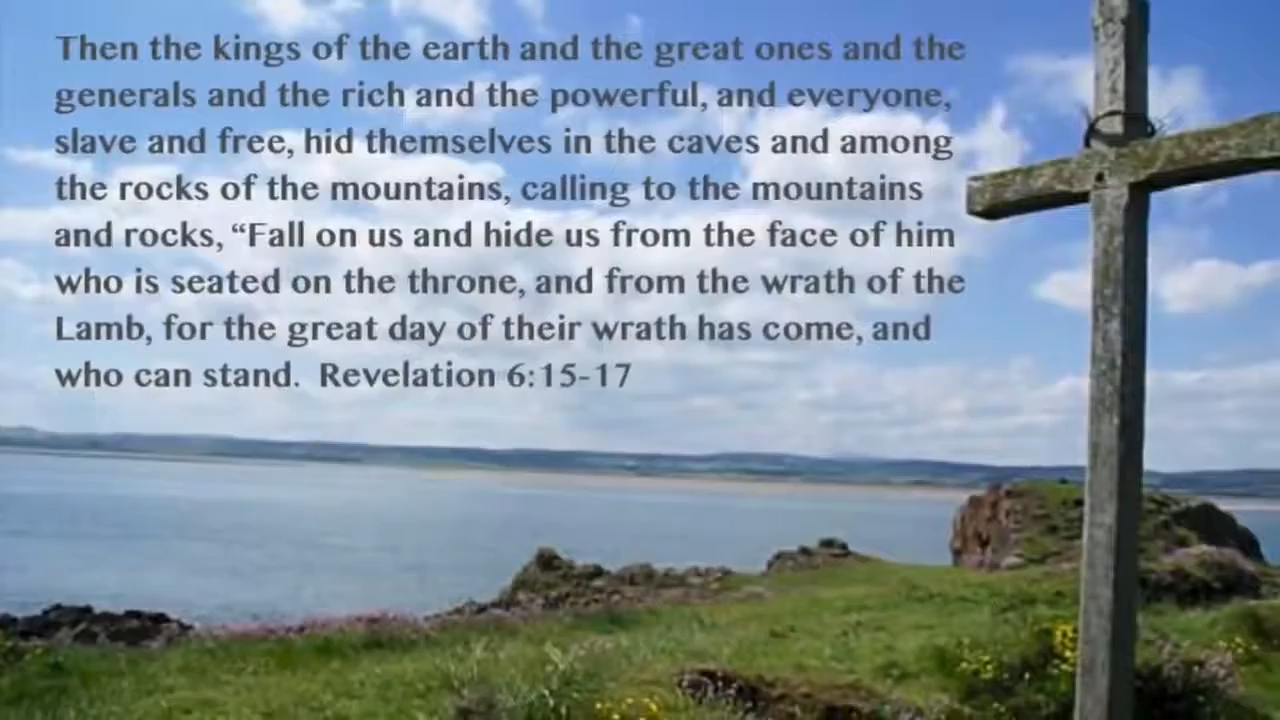 Then the kings of the earth and the great ones and the
generals and the rich and the powerful, and everyone,
slave and free, hid themselves in the caves and among
the rocks of the mountains, calling to the mountains
and rocks, “Fall on us and hide us from the face of him
who is seated on the throne, and from the wrath of the
Lamb, for the great day of their wrath has come, and
who can stand.  Revelation 6:15-17